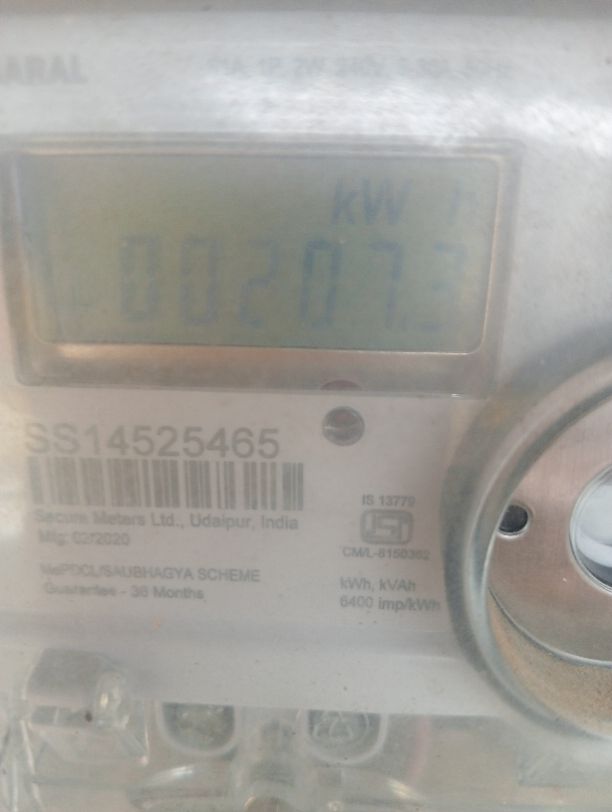 kW h
00207.3
SS14525465
Secure Meters Ltd., Udaipur, India
Mfg: 02/2020
MePDCL/SAUBHAGYA SCHEME
Guarantee - 36 Months
IS 13779
ISI
CM/L-8150362
kWh, kVAh
6400 imp/kWh